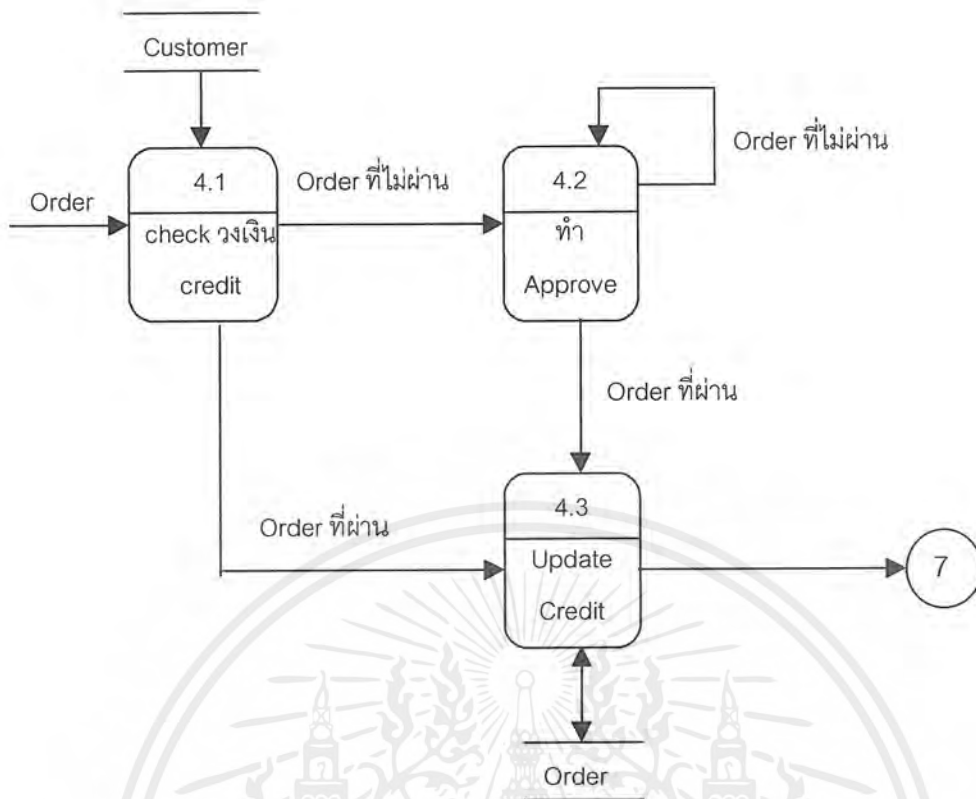 Customer
Order
4.1
check วงเงิน
credit
Order ที่ไม่ผ่าน
4.2
ทำ
Approve
Order ที่ไม่ผ่าน
Order ที่ผ่าน
Order ที่ผ่าน
4.3
Update
Credit
7
Order